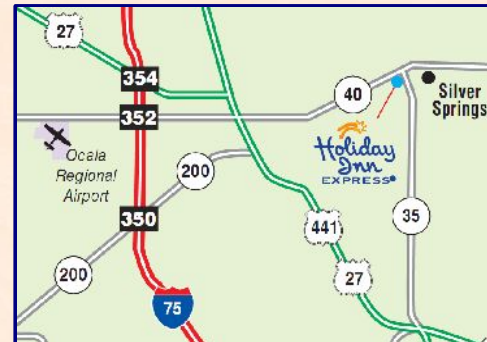 27
354
352
40
Silver
Springs
Ocala
Regional
Airport
Holiday
Inn
EXPRESS®
200
350
441
35
200
27
75